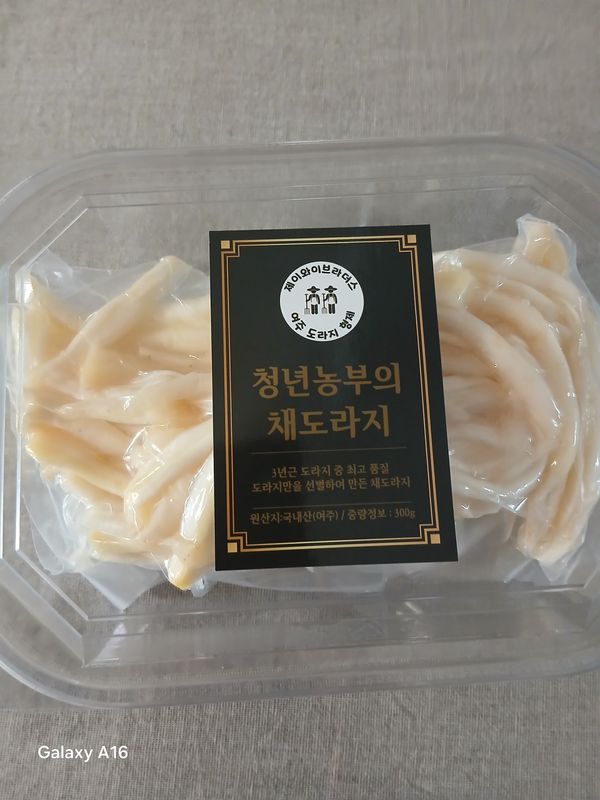 제이와이브라더스
여주 도라지 형제
청년농부의
채도라지
3년근 도라지 중 최고 품질
도라지만을 선별하여 만든 채도라지
원산지:국내산(여주) / 중량정보 : 300g
Galaxy A16